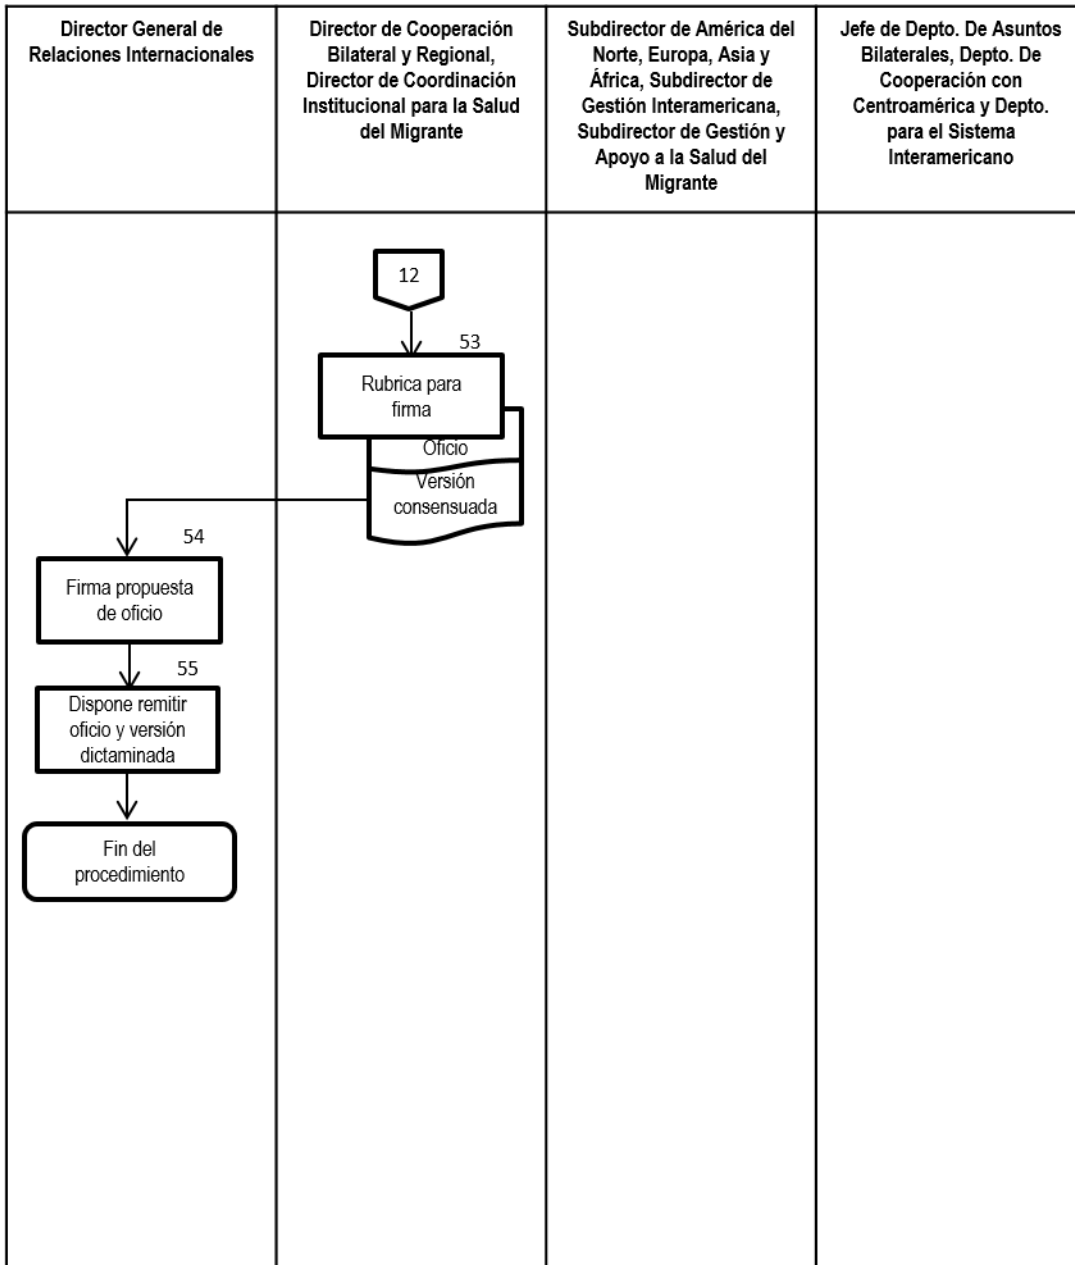 Director General de
Relaciones Internacionales
Director de Cooperación
Bilateral y Regional,
Director de Coordinación
Institucional para la Salud
del Migrante
Subdirector de América del
Norte, Europa, Asia y
África, Subdirector de
Gestión Interamericana,
Subdirector de Gestión y
Apoyo a la Salud del
Migrante
Jefe de Depto. De Asuntos
Bilaterales, Depto. De
Cooperación con
Centroamérica y Depto.
para el Sistema
Interamericano
12
53
Rubrica para
firma
Oficio
Versión
consensuada
54
Firma propuesta
de oficio
55
Dispone remitir
oficio y versión
dictaminada
Fin del
procedimiento